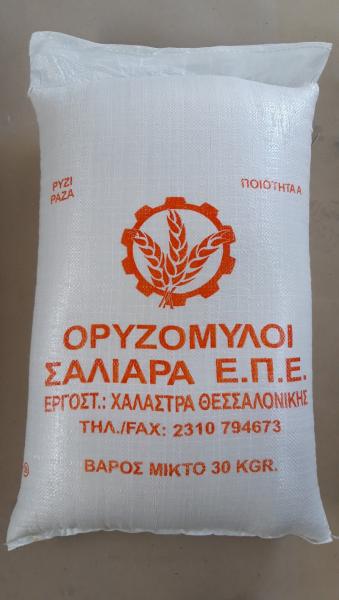 ΡΥΖΙ
ΡΑΖΑ
ΠΟΙΟΤΗΤΑ Α
ΟΡΥΖΟΜΥΛΟΙ
ΣΑΛΙΑΡΑ Ε.Π.Ε.
ΕΡΓΟΣΤ.: ΧΑΛΑΣΤΡΑ ΘΕΣΣΑΛΟΝΙΚΗΣ
ΤΗΛ./FAX: 2310 794673
ΒΑΡΟΣ ΜΙΚΤΟ 30 KGR.
®